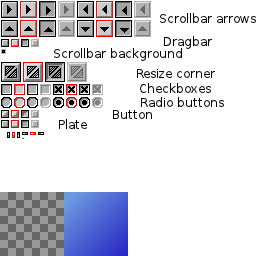 Scrollbar arrows
Dragbar
Scrollbar background
Resize corner
Checkboxes
Radio buttons
Button
Plate